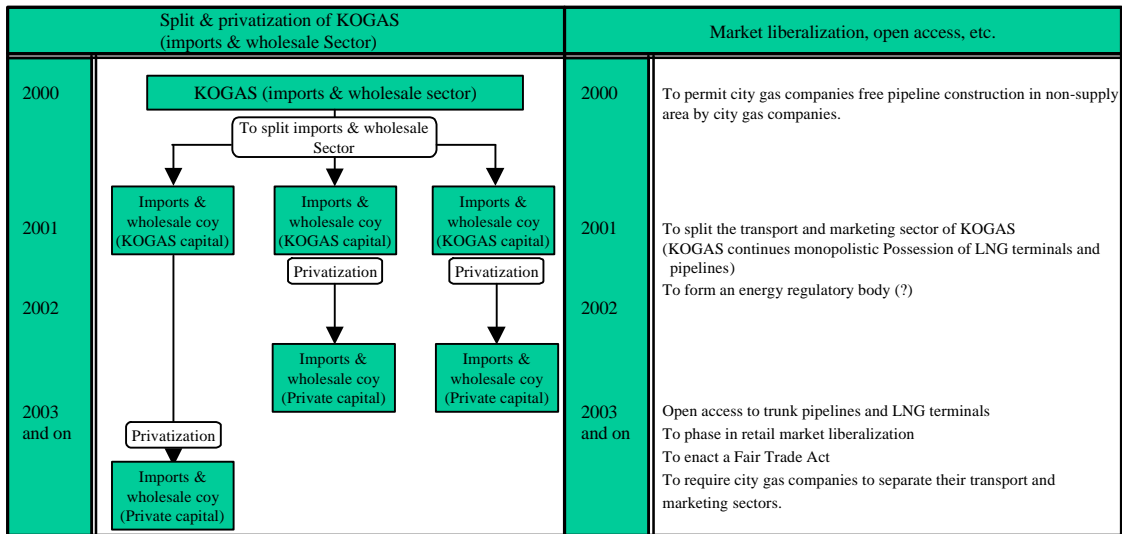 Split & privatization of KOGAS
(imports & wholesale Sector)
Market liberalization, open access, etc.
2000
KOGAS (imports & wholesale sector)
To split imports & wholesale
Sector
Imports &
wholesale coy
(KOGAS capital)
Imports &
wholesale coy
(KOGAS capital)
Imports &
wholesale coy
(KOGAS capital)
2001
Privatization
Privatization
2002
Imports &
wholesale coy
(Private capital)
Imports &
wholesale coy
(Private capital)
2003
and on
Privatization
Imports &
wholesale coy
(Private capital)
2000
To permit city gas companies free pipeline construction in non-supply
area by city gas companies.
2001
To split the transport and marketing sector of KOGAS
(KOGAS continues monopolistic Possession of LNG terminals and
pipelines)
To form an energy regulatory body (?)
2002
2003
and on
Open access to trunk pipelines and LNG terminals
To phase in retail market liberalization
To enact a Fair Trade Act
To require city gas companies to separate their transport and
marketing sectors.